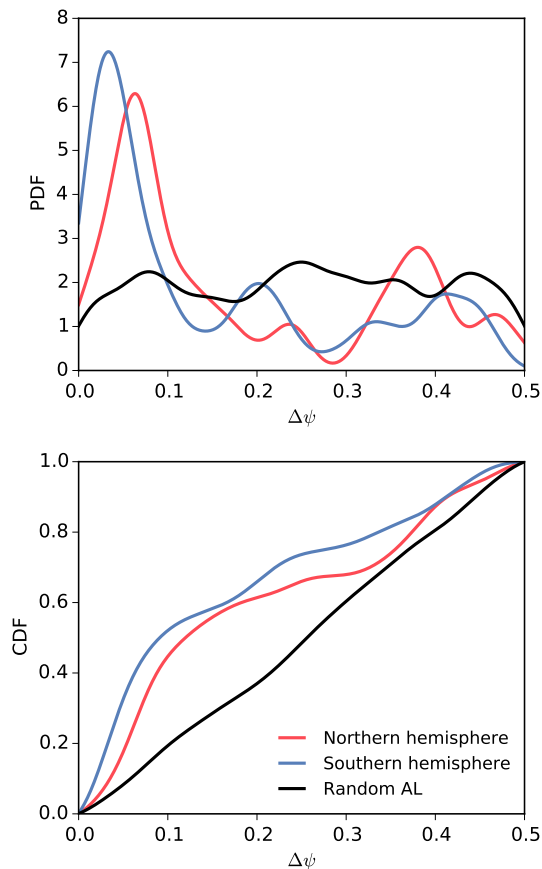 8
7
6
5
4
3
2
1
0
PDF
0.0 0.1 0.2 0.3 0.4 0.5
Δψ
1.0
0.8
0.6
0.4
0.2
0.0
CDF
Northern hemisphere
Southern hemisphere
Random AL
0.0 0.1 0.2 0.3 0.4 0.5
Δψ